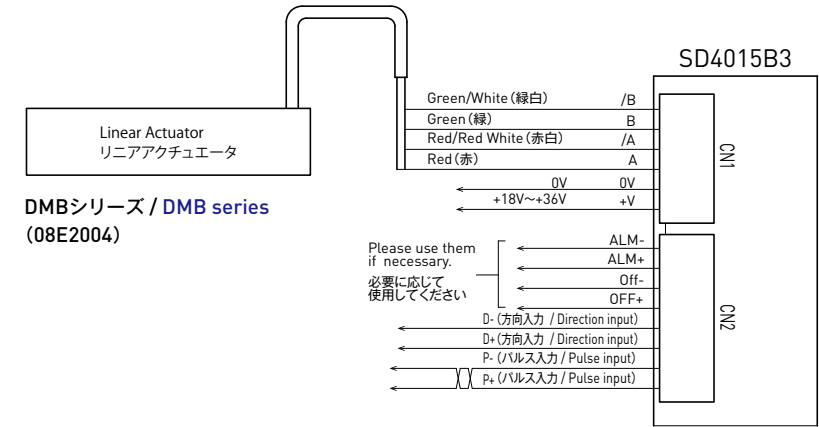 SD4015B3
Green/White（緑白）
/B
Green（緑）
B
Red/Red White（赤白）
/A
Red（赤）
A
0V
0V
+18V～+36V
+V
CN1
Linear Actuator
リニアアクチュエータ
DMBシリーズ / DMB series
（08E2004）
Please use them
if necessary.
必要に応じて
使用してください
ALM-
ALM+
Off-
OFF+
D-（方向入力 / Direction input）
D+（方向入力 / Direction input）
P-（パルス入力 / Pulse input）
P+（パルス入力 / Pulse input）
CN2